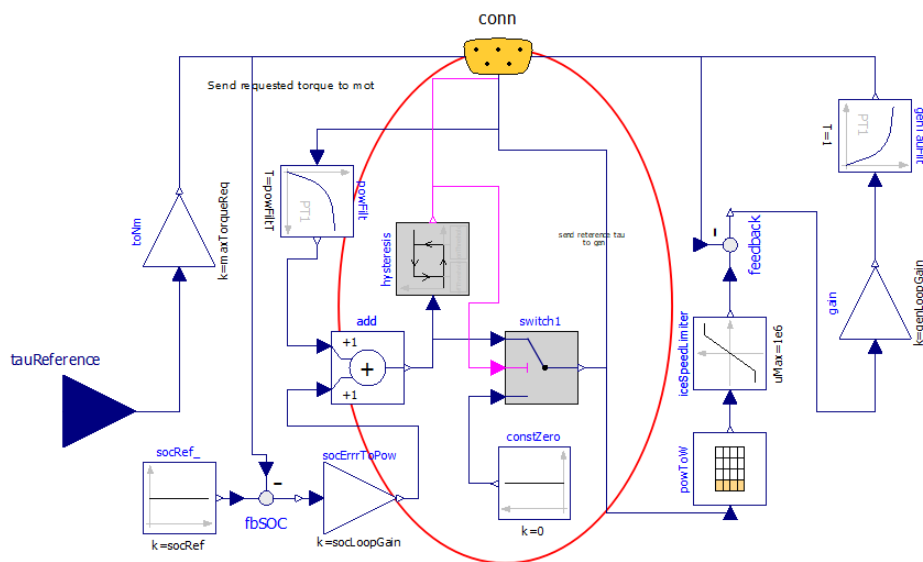 conn
Send requested torque to mot
PT1
T=powFiltT
powFilt
toNm
k=maxTorqueReq
tauReference
hysteresis
send reference tau
to gen
add
+1
+
+1
switch1
constZero
k=0
socRef_
k=socRef
-
fbSOC
socErrrToPow
k=socLoopGain
-
feedback
iceSpeedLimiter
uMax=1e6
powToW
PT1
T=1
genTauFilt
gain
k=genLoopGain